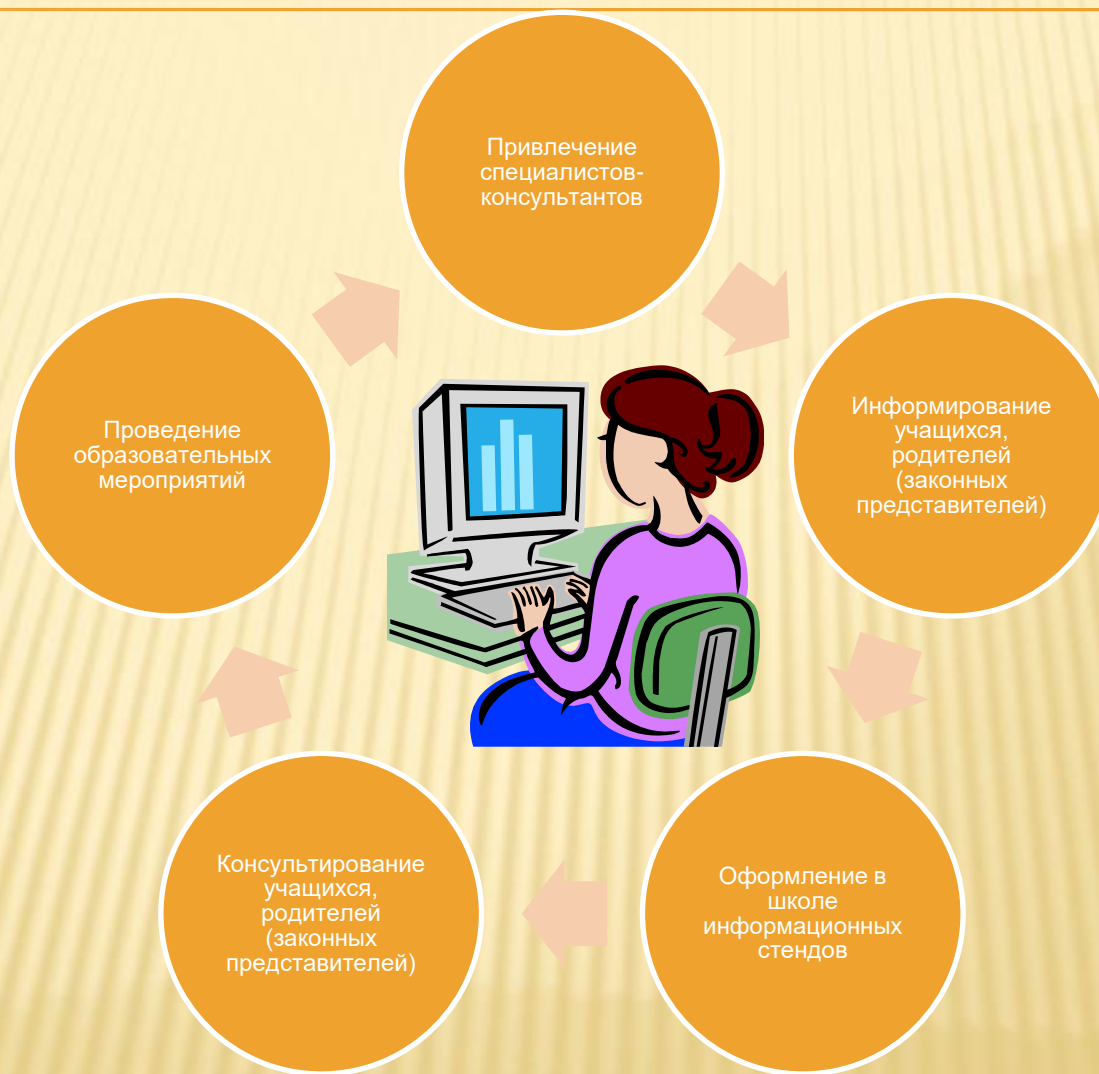 Привлечение
специалистов-
консультантов
Информирование
учащихся,
родителей
(законных
представителей)
Оформление в
школе
информационных
стендов
Консультирование
учащихся,
родителей
(законных
представителей)
Проведение
образовательных
мероприятий